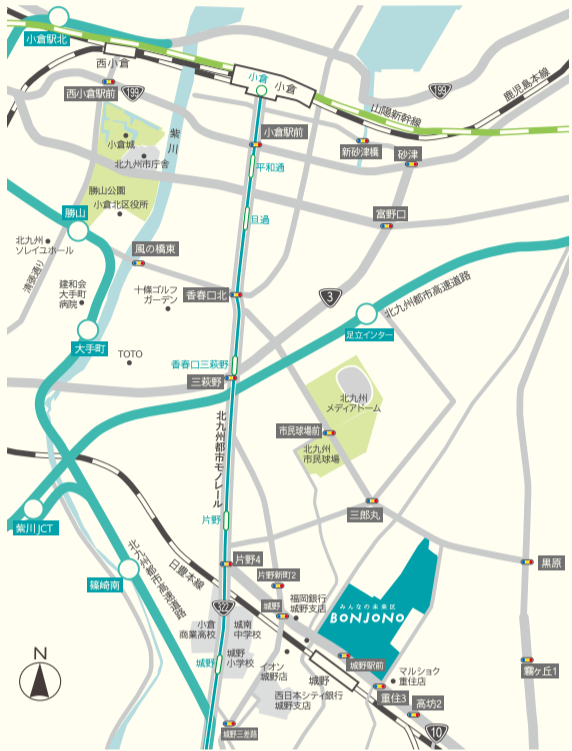 小倉駅北
西小倉
小倉
小倉
199
西小倉駅前
199
鹿児島本線
山陽新幹線
紫川
小倉城
北九州市庁舎
小倉駅前
新砂津橋
砂津
平和通
勝山公園
小倉北区役所
勝山
旦過
富野口
北九州
ソレイユホール
清張通り
風の橋東
建和会
大手町
病院
十條ゴルフ
ガーデン
香春口北
3
北九州都市高速道路
足立インター
大手町
TOTO
香春口三萩野
三萩野
北九州
メディアドーム
北九州都市モノレール
市民球場前
北九州
市民球場
片野
三郎丸
紫川JCT
北九州都市高速道路
篠崎南
日豊本線
片野4
片野新町2
黒原
322
城野
福岡銀行
城野支店
みんなの未来区
BONJONO
小倉
商業高校
城南
中学校
城野
小学校
城野
イオン
城野店
城野
城野駅前
マルショク
重住店
霧ヶ丘1
西日本シティ銀行
城野支店
重住3
高坊2
城野三差路
10
N